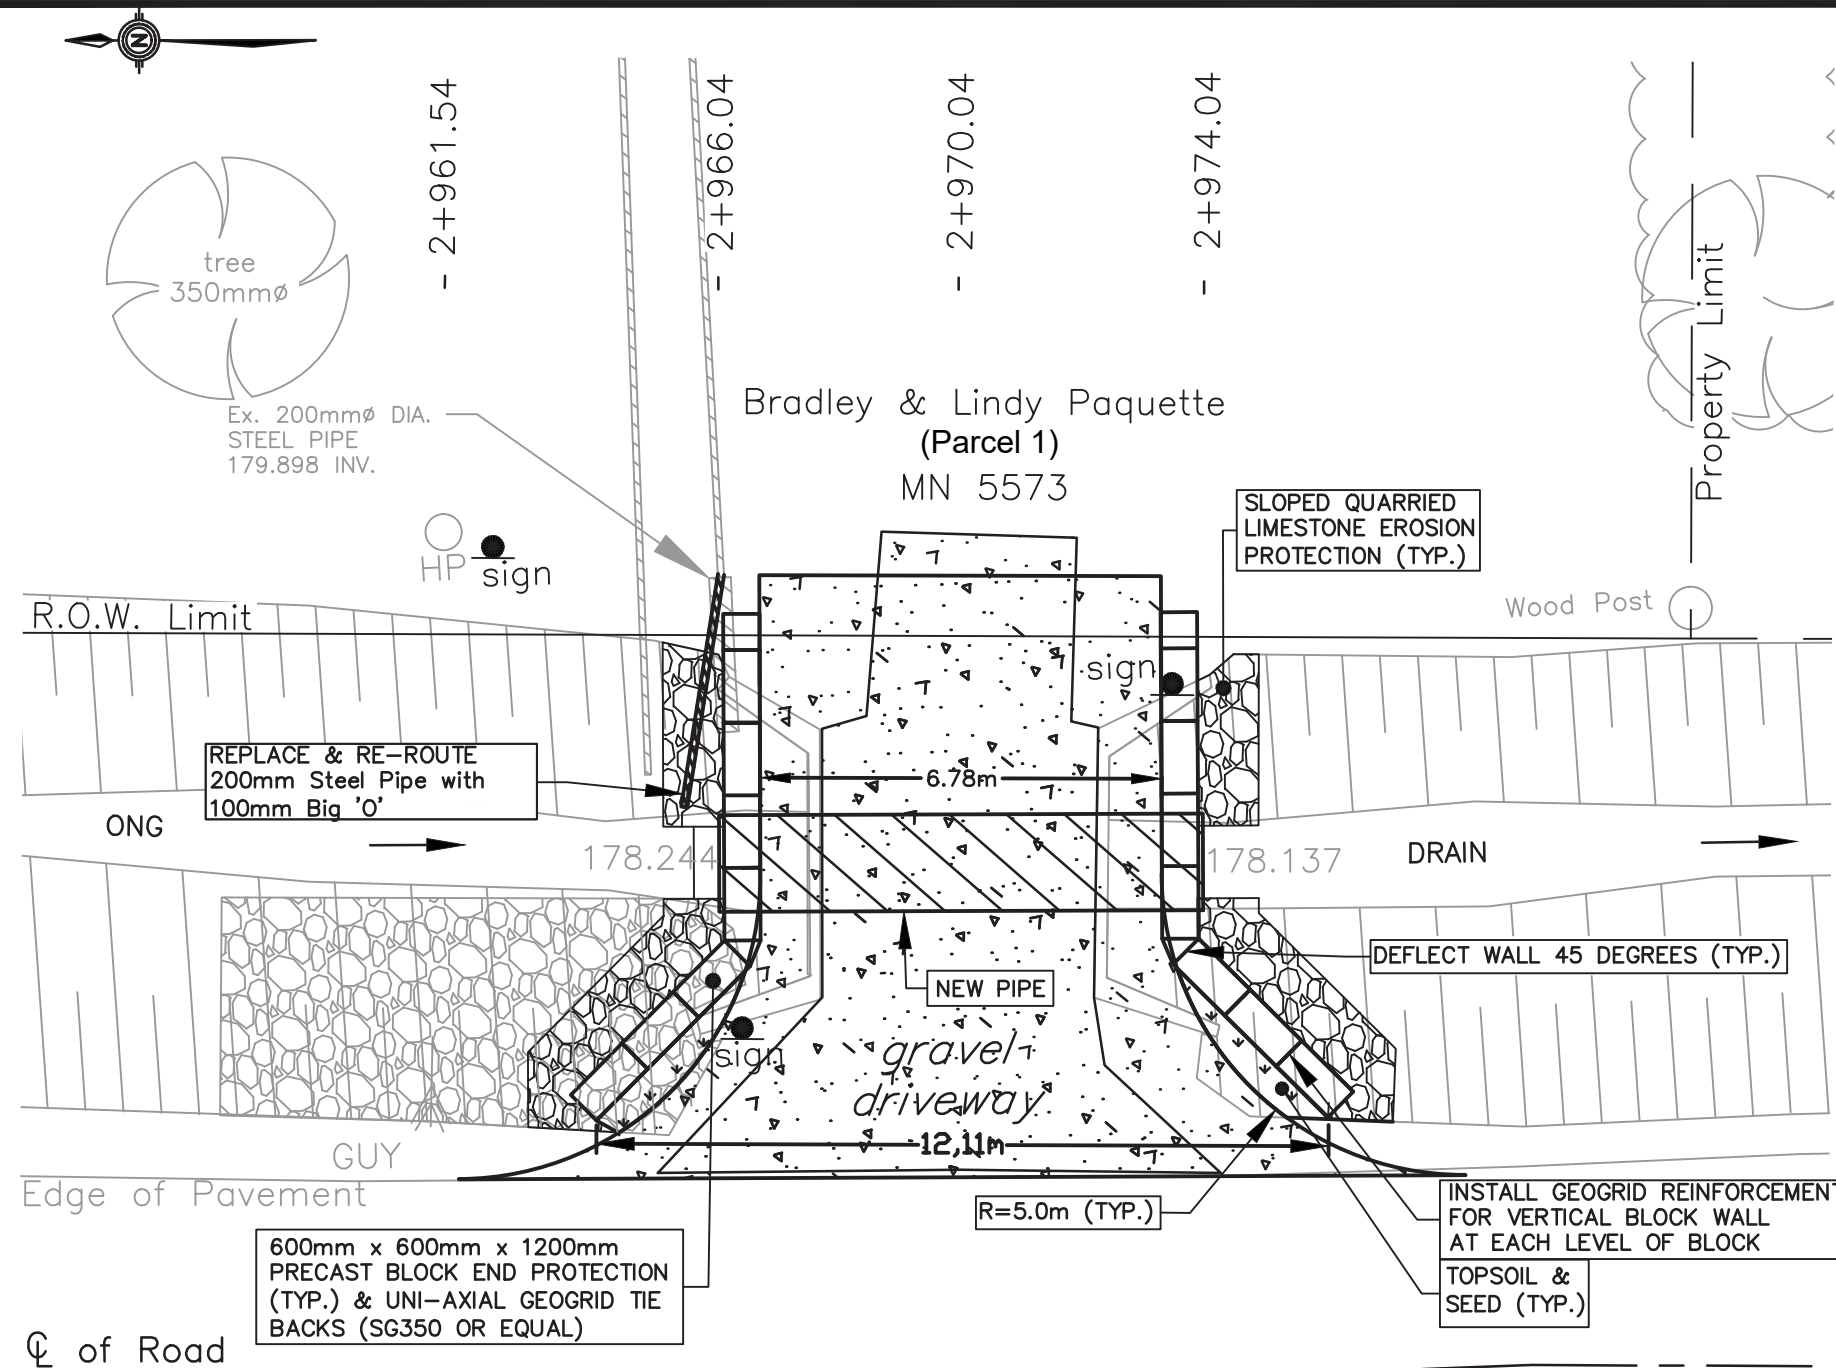 N
- 2+961.54
- 2+966.04
- 2+970.04
- 2+974.04
tree
350mmø
Property Limit
Bradley & Lindy Paquette
(Parcel 1)
MN 5573
Ex. 200mmø DIA.
STEEL PIPE
179.898 INV.
SLOPED QUARRIED
LIMESTONE EROSION
PROTECTION (TYP.)
HP
sign
Wood Post
R.O.W. Limit
sign
REPLACE & RE-ROUTE
200mm Steel Pipe with
100mm Big 'O'
6.78m
ONG
178.244
178.137
DRAIN
DEFLECT WALL 45 DEGREES (TYP.)
NEW PIPE
sign
gravel
driveway
12,11m
GUY
Edge of Pavement
R=5.0m (TYP.)
INSTALL GEOGRID REINFORCEMENT
FOR VERTICAL BLOCK WALL
AT EACH LEVEL OF BLOCK
600mm x 600mm x 1200mm
PRECAST BLOCK END PROTECTION
(TYP.) & UNI-AXIAL GEOGRID TIE
BACKS (SG350 OR EQUAL)
TOPSOIL &
SEED (TYP.)
℄ of Road